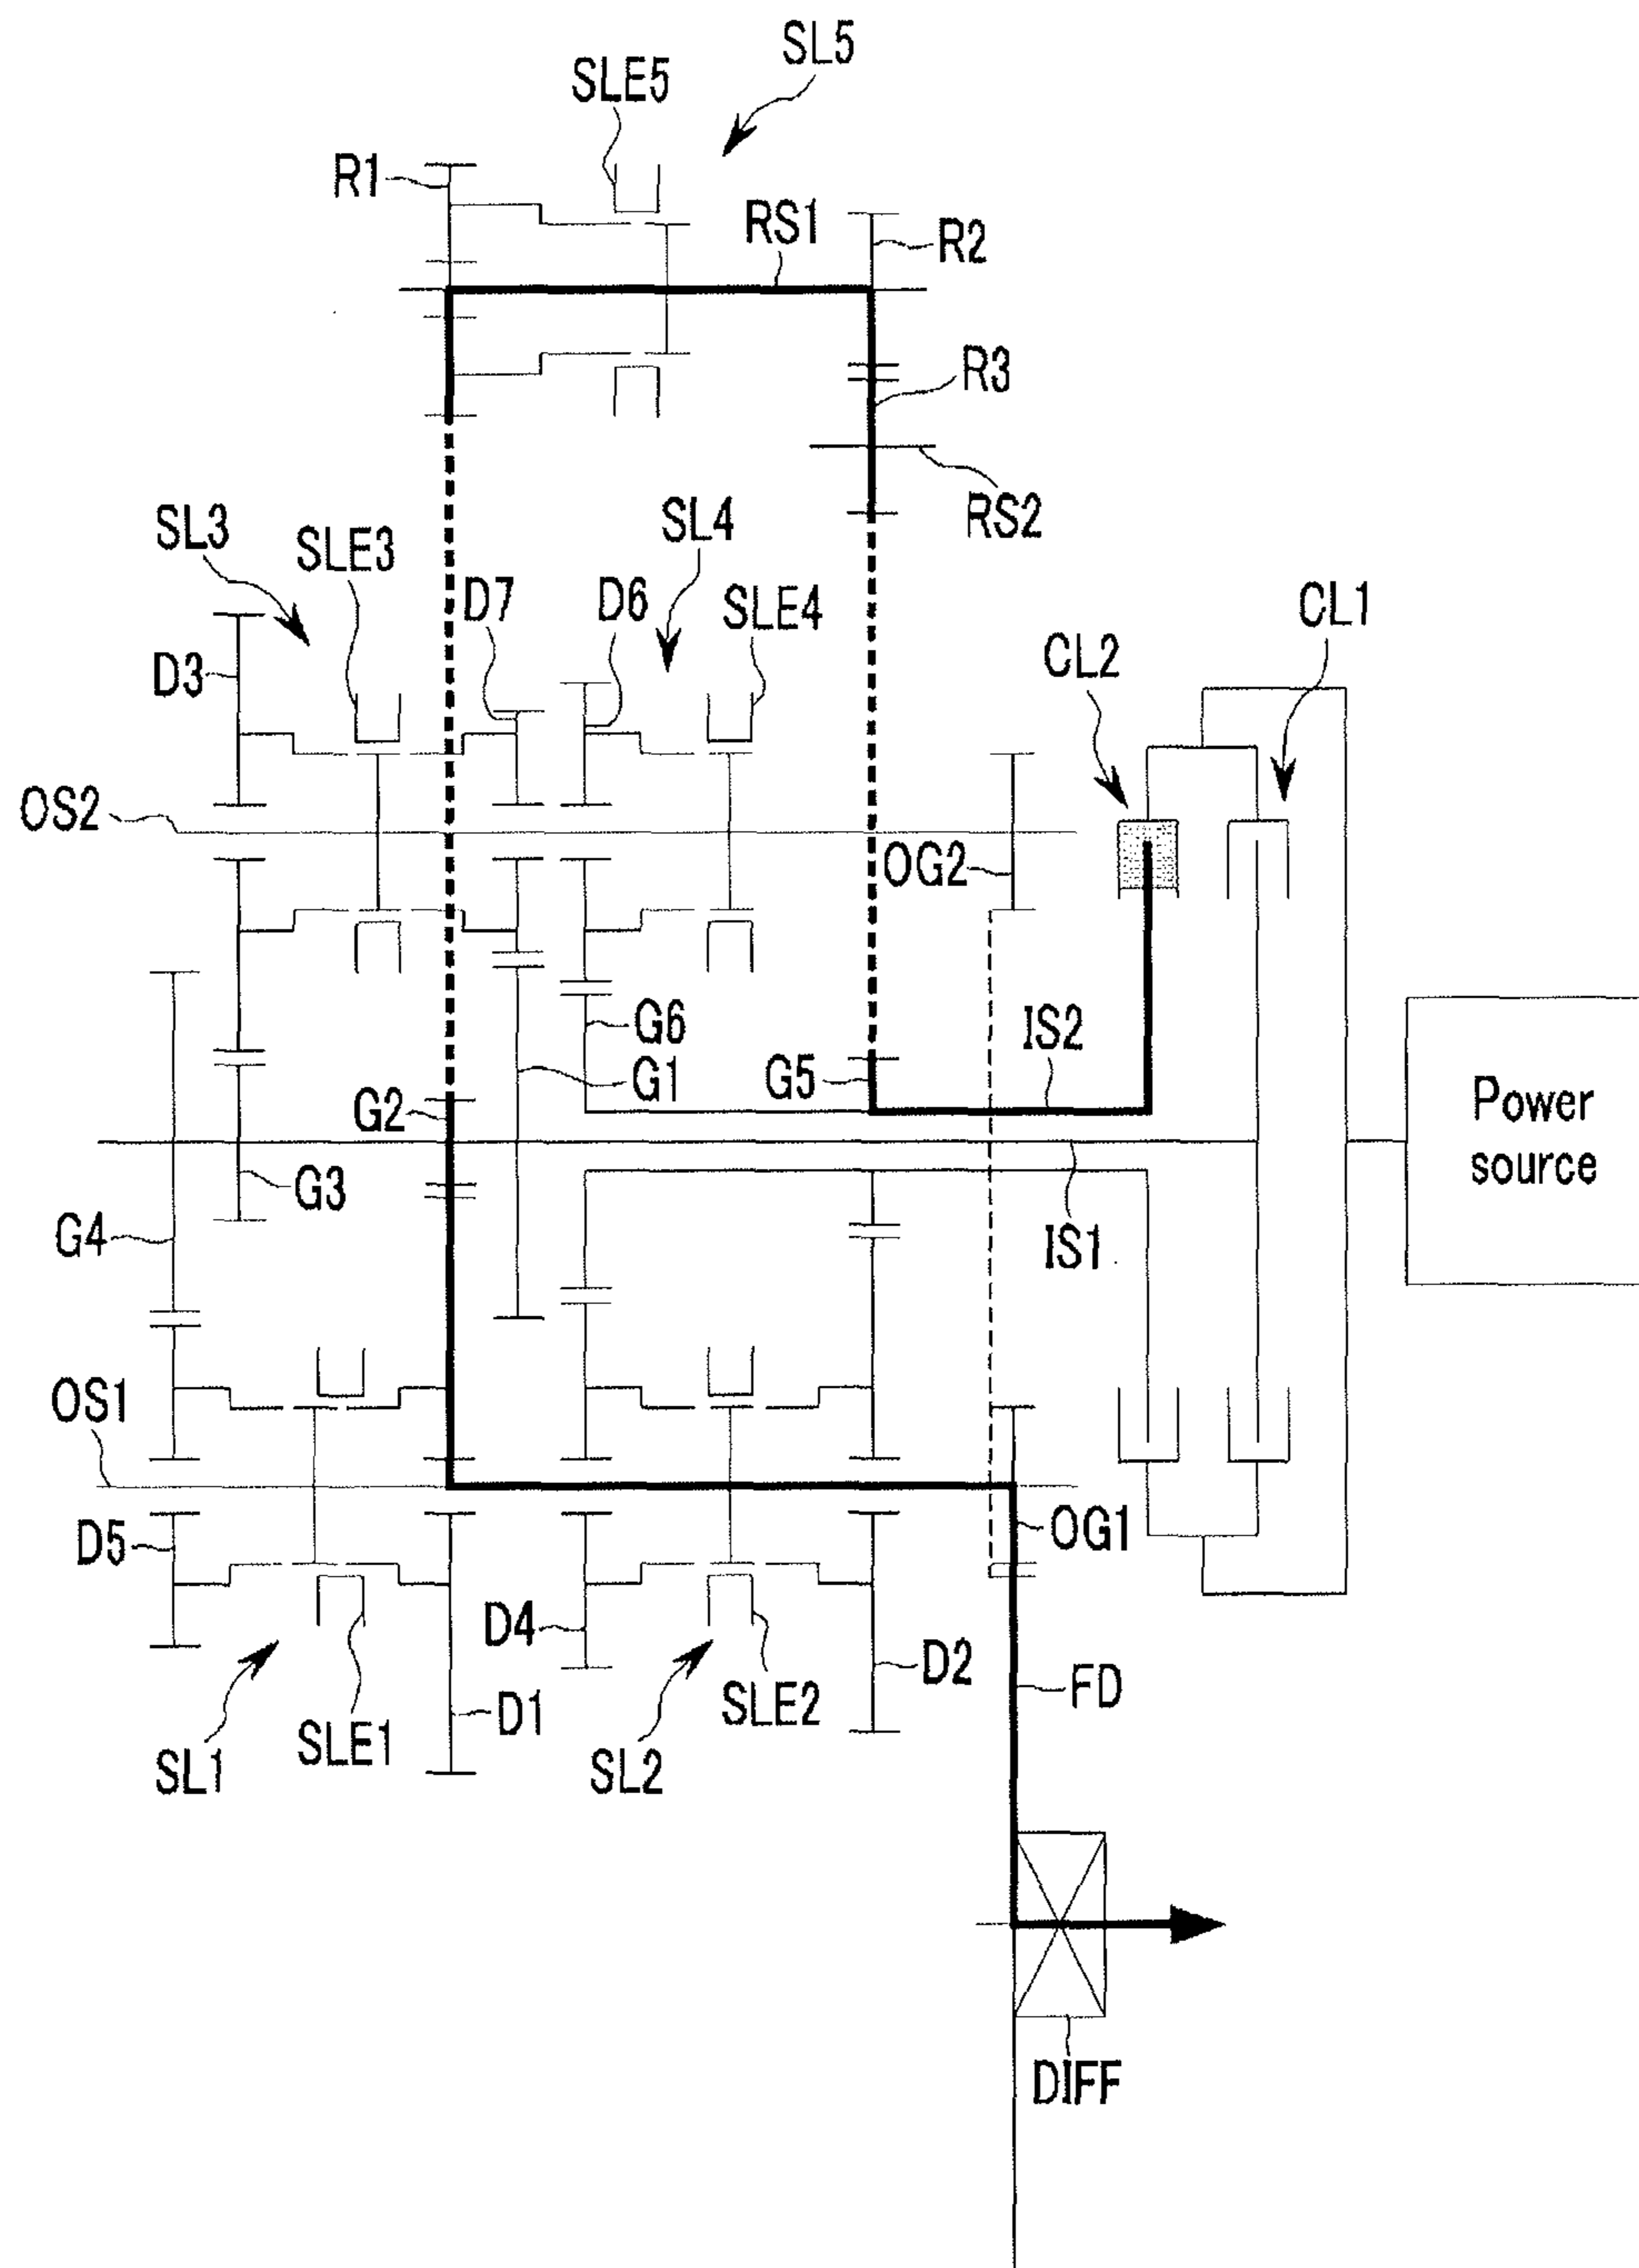 SL5
SLE5
R1
RS1
R2
R3
RS2
SL3
SLE3
SL4
D7
D6
SLE4
CL1
CL2
D3
OS2
OG2
G6
G1
G5
IS2
G2
Power
source
G3
G4
IS1
OS1
D5
OG1
D4
D2
FD
SLE2
D1
SLE1
SL1
SL2
DIFF